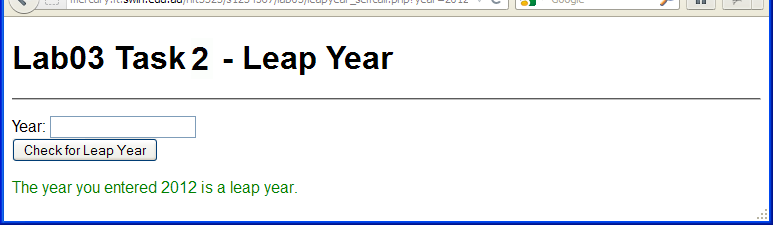 Lab03 Task 2 - Leap Year
Year:
Check for Leap Year
The year you entered 2012 is a leap year.